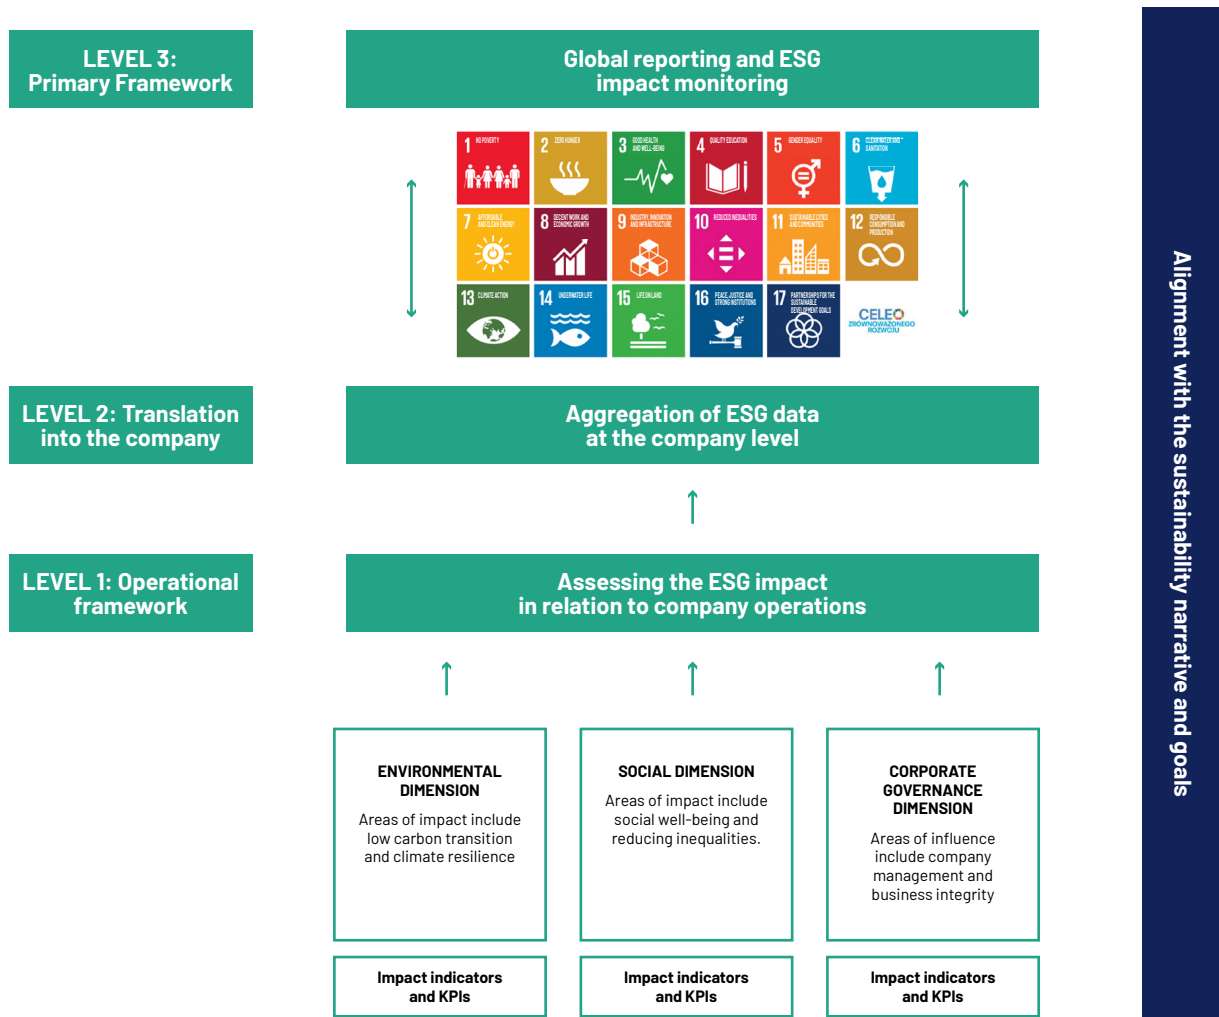 LEVEL 3:
Primary Framework
Global reporting and ESG
impact monitoring
1 NO POVERTY
2 ZERO HUNGER
3 GOOD HEALTH
AND WELL-BEING
4 QUALITY EDUCATION
5 GENDER EQUALITY
6 CLEAN WATER AND
SANITATION
7 AFFORDABLE
AND CLEAN ENERGY
8 DECENT WORK AND
ECONOMIC GROWTH
9 INDUSTRY, INNOVATION
AND INFRASTRUCTURE
10 REDUCED INEQUALITIES
11 SUSTAINABLE CITIES
AND COMMUNITIES
12 RESPONSIBLE
CONSUMPTION AND
PRODUCTION
13 CLIMATE ACTION
14 UNDERWATER LIFE
15 LIFE ON LAND
16 PEACE, JUSTICE AND
STRONG INSTITUTIONS
17 PARTNERSHIPS FOR THE
SUSTAINABLE
DEVELOPMENT GOALS
CELE
ZRÓWNOWAŻONEGO
ROZWOJU
LEVEL 2: Translation
into the company
Aggregation of ESG data
at the company level
LEVEL 1: Operational
framework
Assessing the ESG impact
in relation to company operations
ENVIRONMENTAL
DIMENSION
Areas of impact include
low carbon transition
and climate resilience
SOCIAL DIMENSION
Areas of impact include
social well-being and
reducing inequalities.
CORPORATE
GOVERNANCE
DIMENSION
Areas of influence
include company
management and
business integrity
Impact indicators
and KPIs
Impact indicators
and KPIs
Impact indicators
and KPIs
Alignment with the sustainability narrative and goals